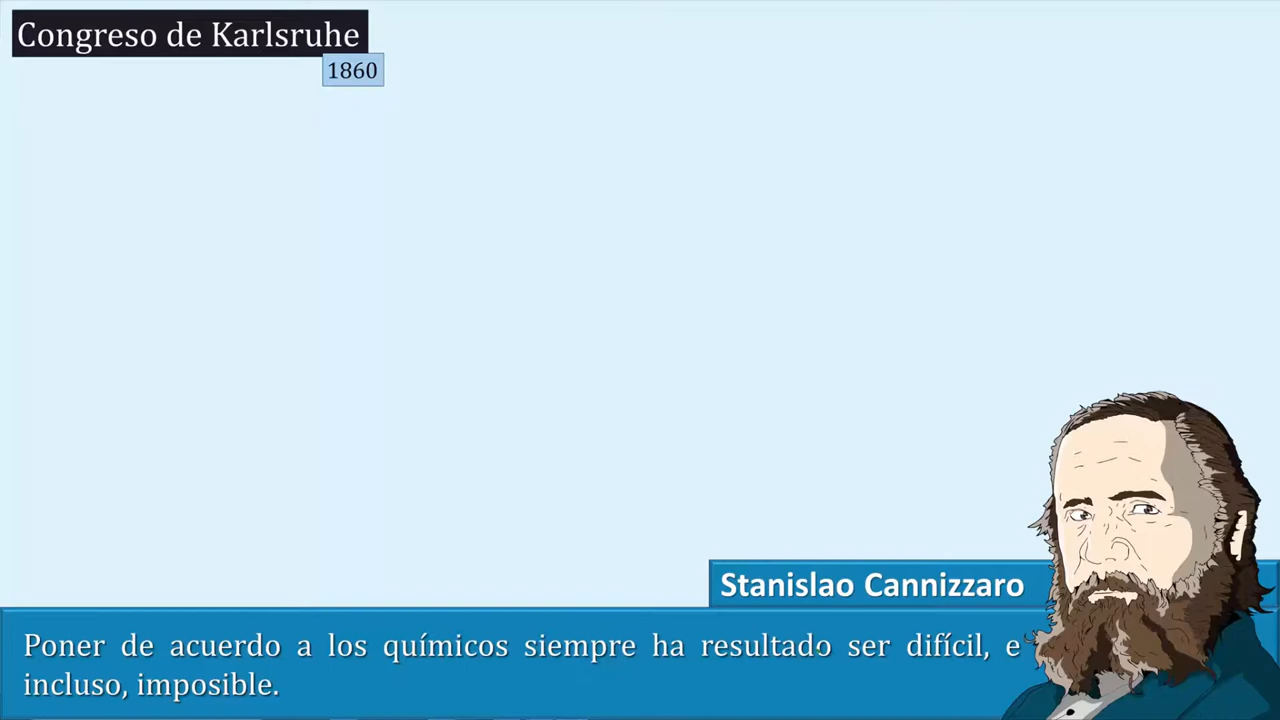 Congreso de Karlsruhe
1860
Stanislao Cannizzaro
Poner de acuerdo a los químicos siempre ha resultado ser difícil, e
incluso, imposible.